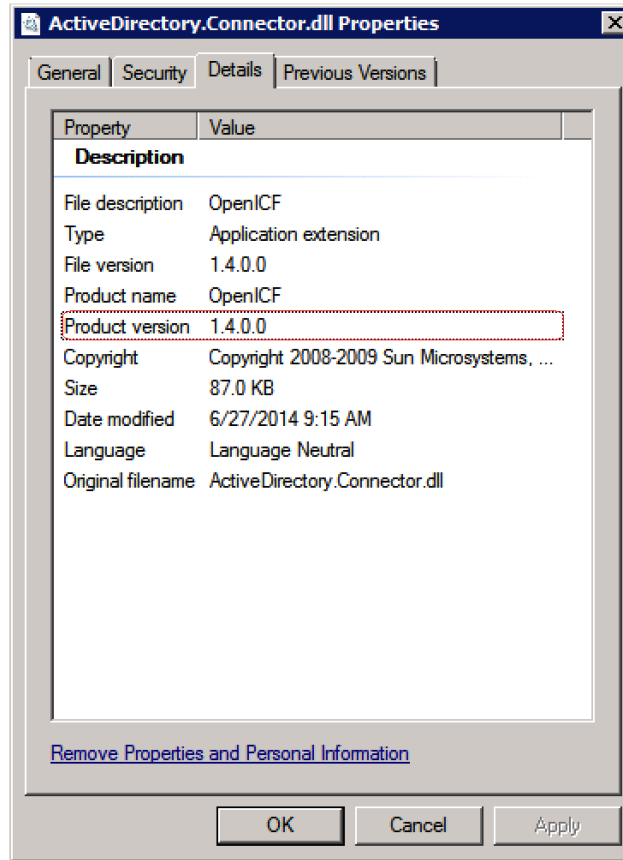 ActiveDirectory.Connector.dll Properties
General Security Details Previous Versions
Property Value
Description
File description OpenICF
Type Application extension
File version 1.4.0.0
Product name OpenICF
Product version 1.4.0.0
Copyright Copyright 2008-2009 Sun Microsystems, ...
Size 87.0 KB
Date modified 6/27/2014 9:15 AM
Language Language Neutral
Original filename ActiveDirectory.Connector.dll
Remove Properties and Personal Information
OK Cancel Apply